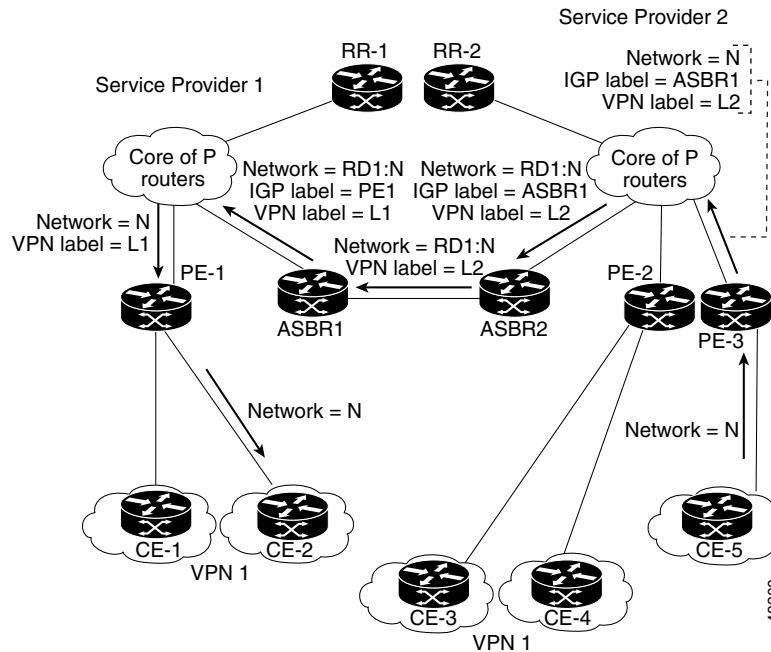 Service Provider 2
RR-1
RR-2
Service Provider 1
Network = N
IGP label = ASBR1
VPN label = L2
Core of P
routers
Network = RD1:N
IGP label = PE1
VPN label = L1
Network = RD1:N
IGP label = ASBR1
VPN label = L2
Core of P
routers
Network = N
VPN label = L1
Network = RD1:N
VPN label = L2
PE-1
ASBR1
ASBR2
PE-2
PE-3
Network = N
Network = N
CE-1
CE-2
VPN 1
CE-5
CE-3
CE-4
VPN 1